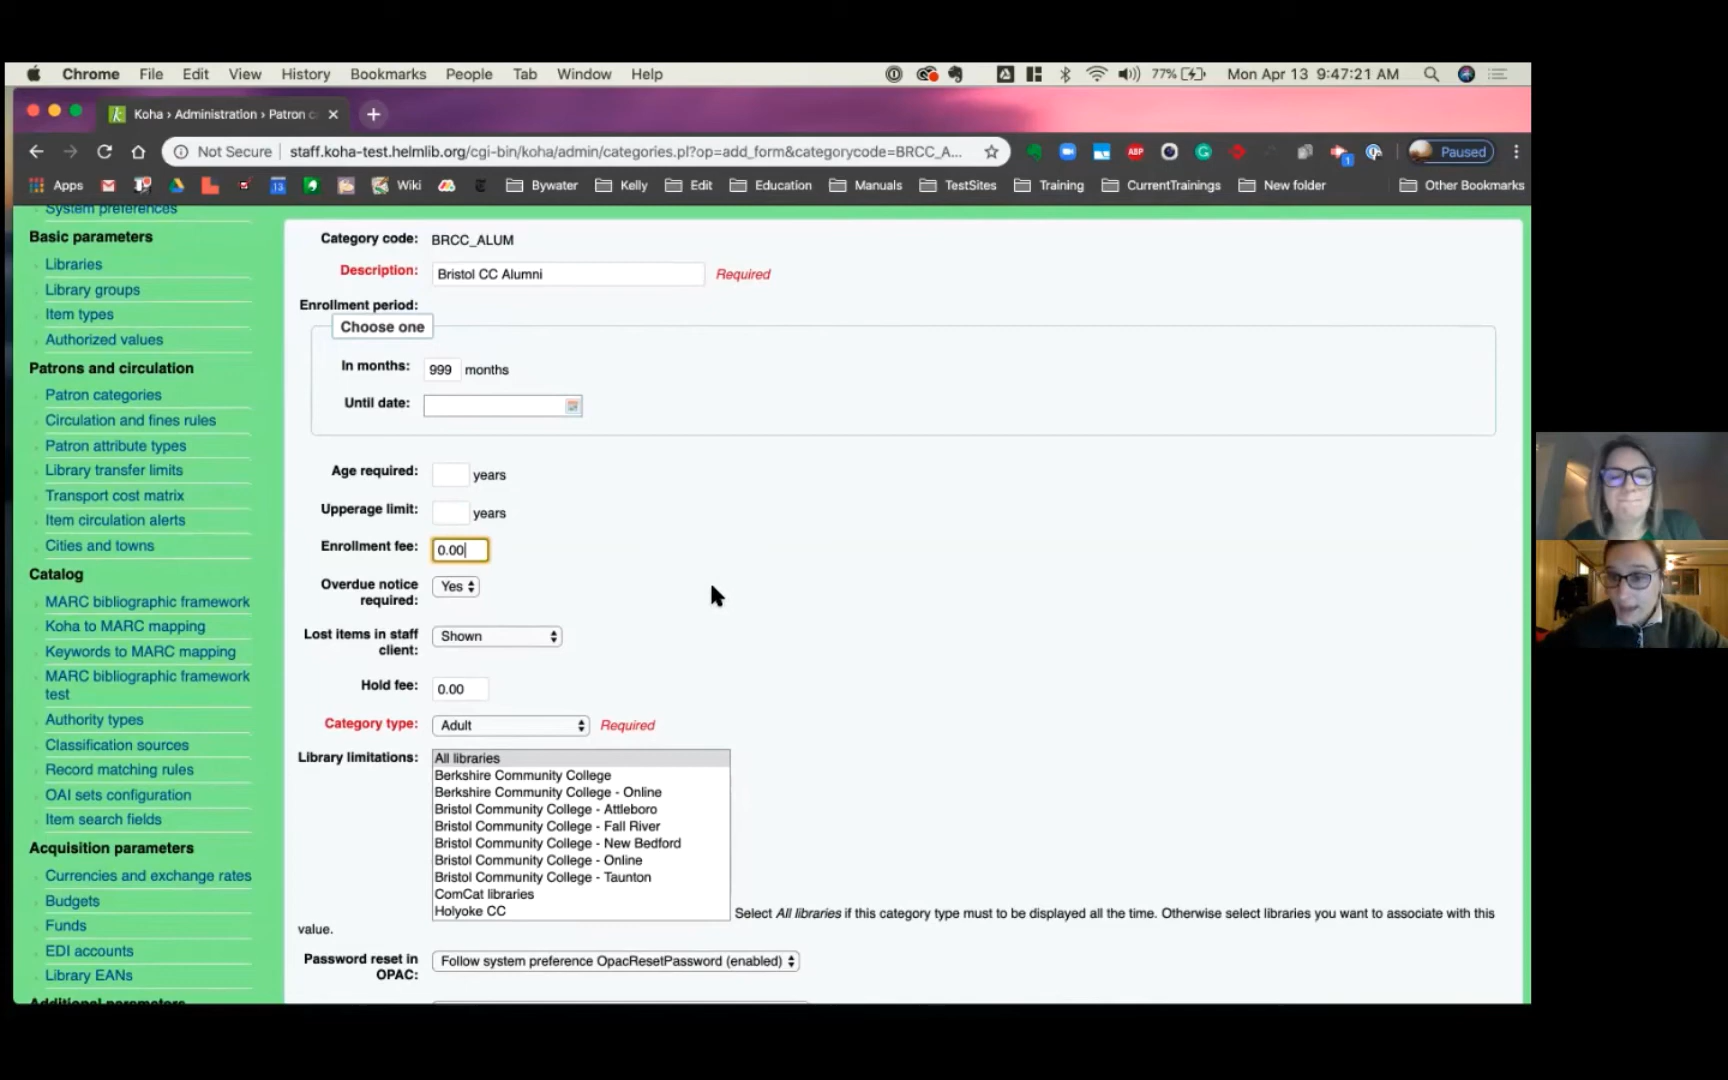 Chrome File Edit View History Bookmarks People Tab Window Help 77% Mon Apr 13 9:47:21 AM
Koha › Administration › Patron c
Not Secure staff.koha-test.helmlib.org/cgi-bin/koha/admin/categories.pl?op=add_form&categorycode=BRCC_A... ABP 1 Paused
Apps 13 Wiki Bywater Kelly Edit Education Manuals TestSites Training CurrentTrainings New folder Other Bookmarks
System preferences
Basic parameters
Libraries
Library groups
Item types
Authorized values
Patrons and circulation
Patron categories
Circulation and fines rules
Patron attribute types
Library transfer limits
Transport cost matrix
Item circulation alerts
Cities and towns
Catalog
MARC bibliographic framework
Koha to MARC mapping
Keywords to MARC mapping
MARC bibliographic framework
test
Authority types
Classification sources
Record matching rules
OAI sets configuration
Item search fields
Acquisition parameters
Currencies and exchange rates
Budgets
Funds
EDI accounts
Library EANs
Additional parameters
Category code: BRCC_ALUM
Description: Bristol CC Alumni Required
Enrollment period:
Choose one
In months: 999 months
Until date:
Age required: years
Upperage limit: years
Enrollment fee: 0.00
Overdue notice
required: Yes
Lost items in staff
client: Shown
Hold fee: 0.00
Category type: Adult Required
Library limitations: All libraries
Berkshire Community College
Berkshire Community College - Online
Bristol Community College - Attleboro
Bristol Community College - Fall River
Bristol Community College - New Bedford
Bristol Community College - Online
Bristol Community College - Taunton
ComCat libraries
Holyoke CC
Select All libraries if this category type must to be displayed all the time. Otherwise select libraries you want to associate with this
value.
Password reset in
OPAC: Follow system preference OpacResetPassword (enabled)